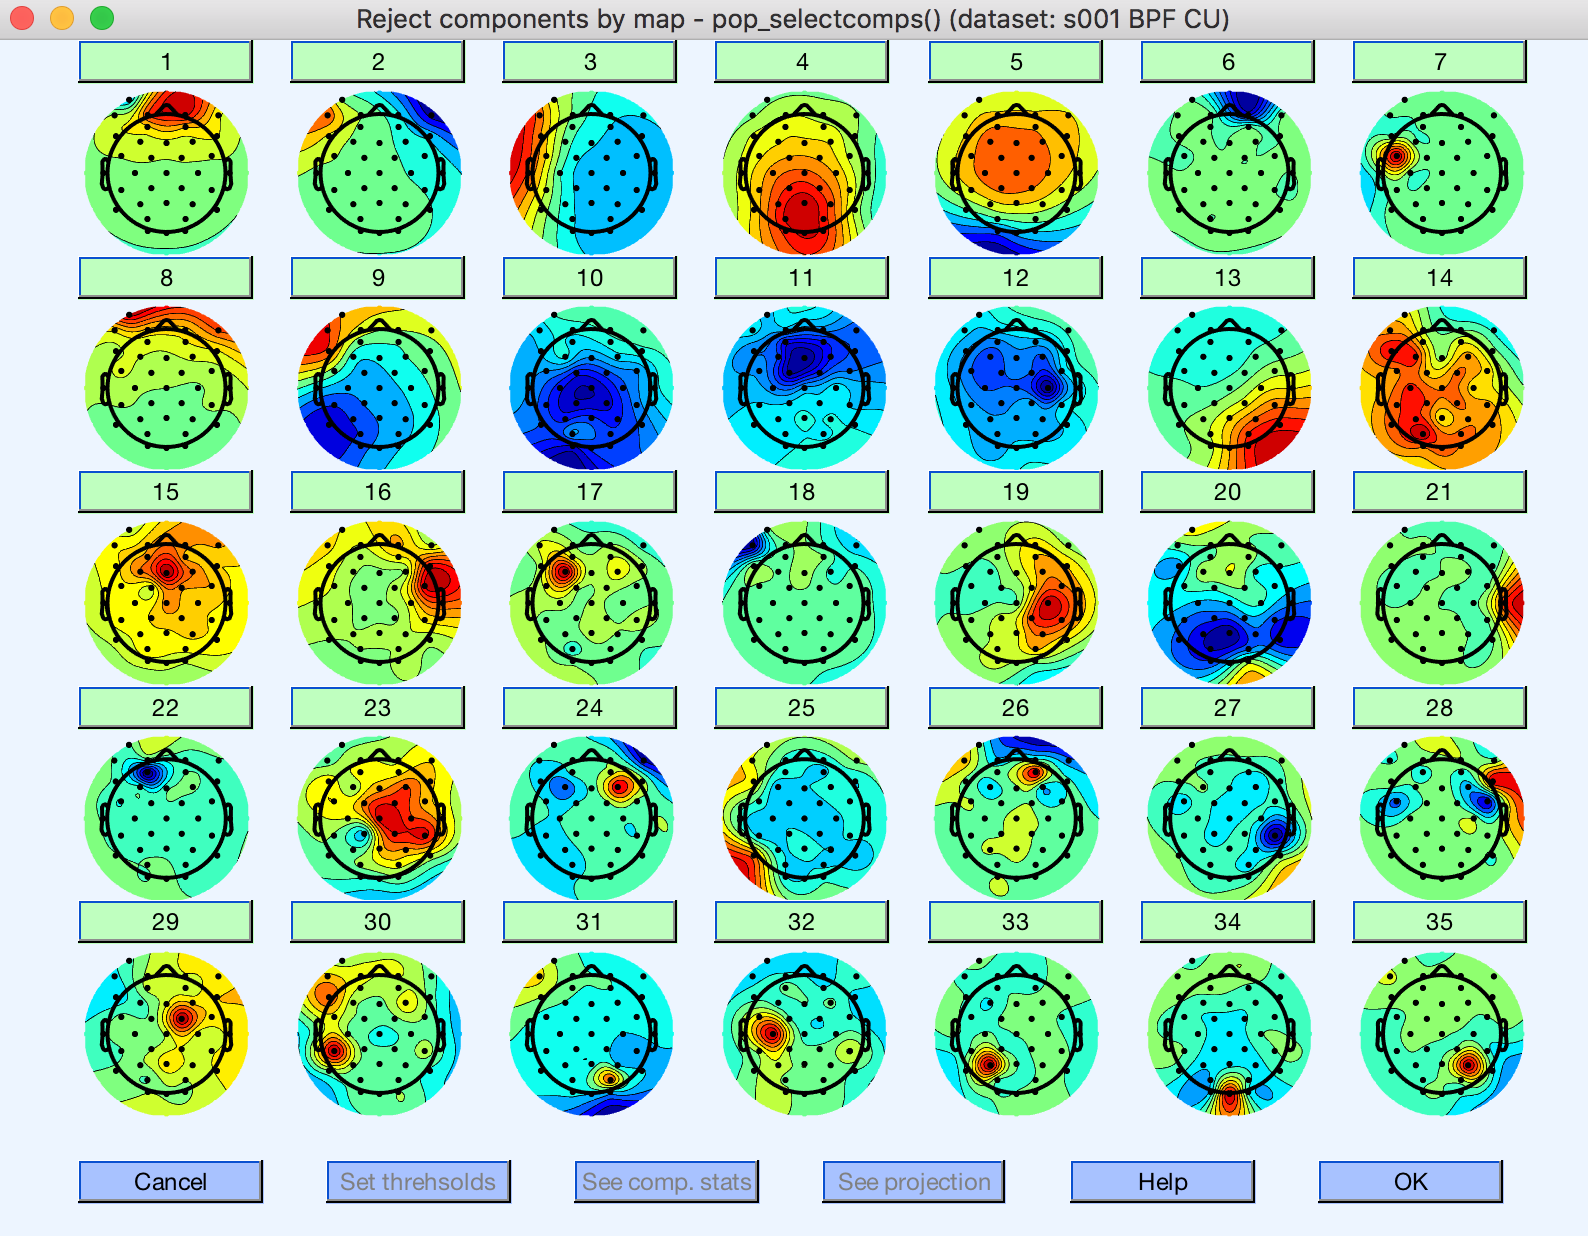 Reject components by map - pop_selectcomps() (dataset: s001 BPF CU)
1 2 3 4 5 6 7
8 9 10 11 12 13 14
15 16 17 18 19 20 21
22 23 24 25 26 27 28
29 30 31 32 33 34 35
Cancel Set threhsolds See comp. stats See projection Help OK